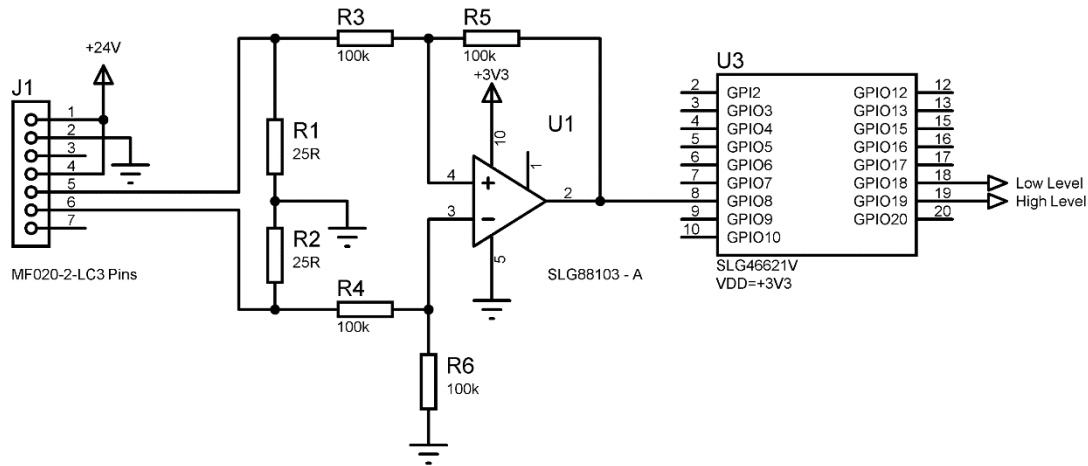 +24V
J1
1
2
3
4
5
6
7
MF020-2-LC3 Pins
R3
100k
R5
100k
R1
25R
R2
25R
R4
100k
R6
100k
+3V3
10
U1
1
4
+
3
−
2
5
SLG88103 - A
U3
2 GPI2 GPIO12 12
3 GPIO3 GPIO13 13
4 GPIO4 GPIO15 15
5 GPIO5 GPIO16 16
6 GPIO6 GPIO17 17
7 GPIO7 GPIO18 18 Low Level
8 GPIO8 GPIO19 19 High Level
9 GPIO9 GPIO20 20
10 GPIO10
SLG46621V
VDD=+3V3